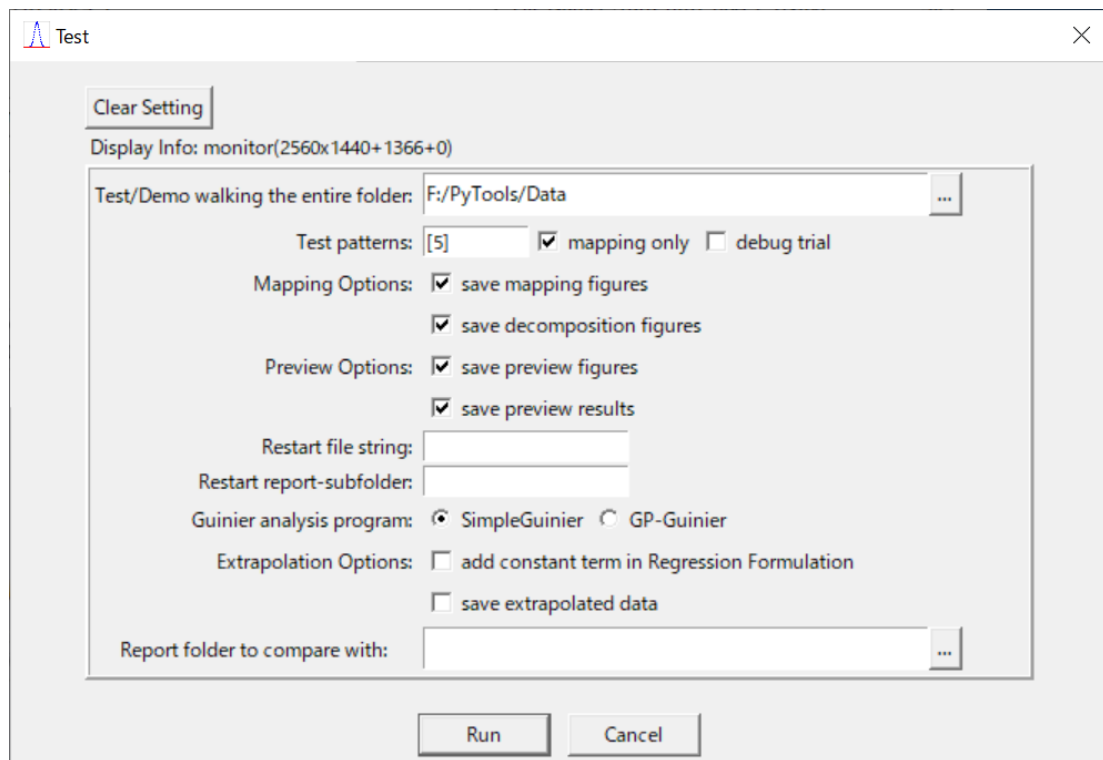 Test
Clear Setting
Display Info: monitor(2560x1440+1366+0)
Test/Demo walking the entire folder: F:/PyTools/Data ...
Test patterns: [5] mapping only debug trial
Mapping Options: save mapping figures
save decomposition figures
Preview Options: save preview figures
save preview results
Restart file string:
Restart report-subfolder:
Guinier analysis program: SimpleGuinier GP-Guinier
Extrapolation Options: add constant term in Regression Formulation
save extrapolated data
Report folder to compare with: ...
Run Cancel